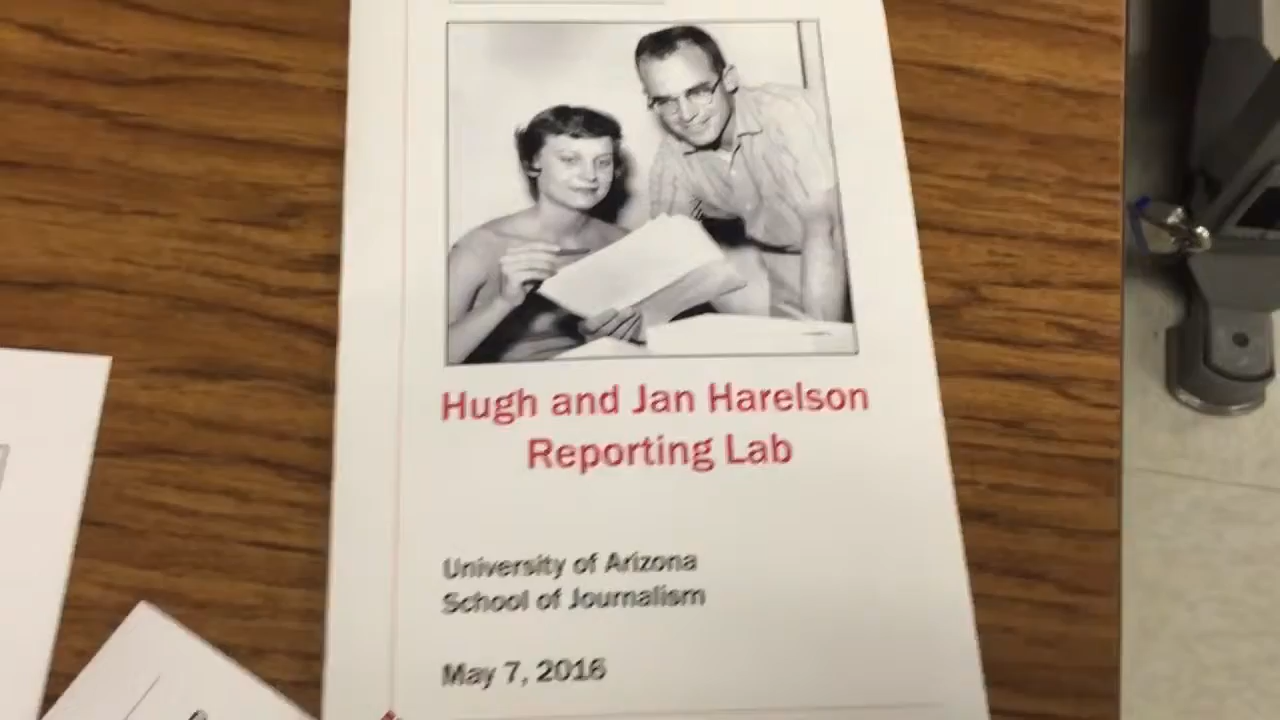 Hugh and Jan Harelson
Reporting Lab
University of Arizona
School of Journalism
May 7, 2016